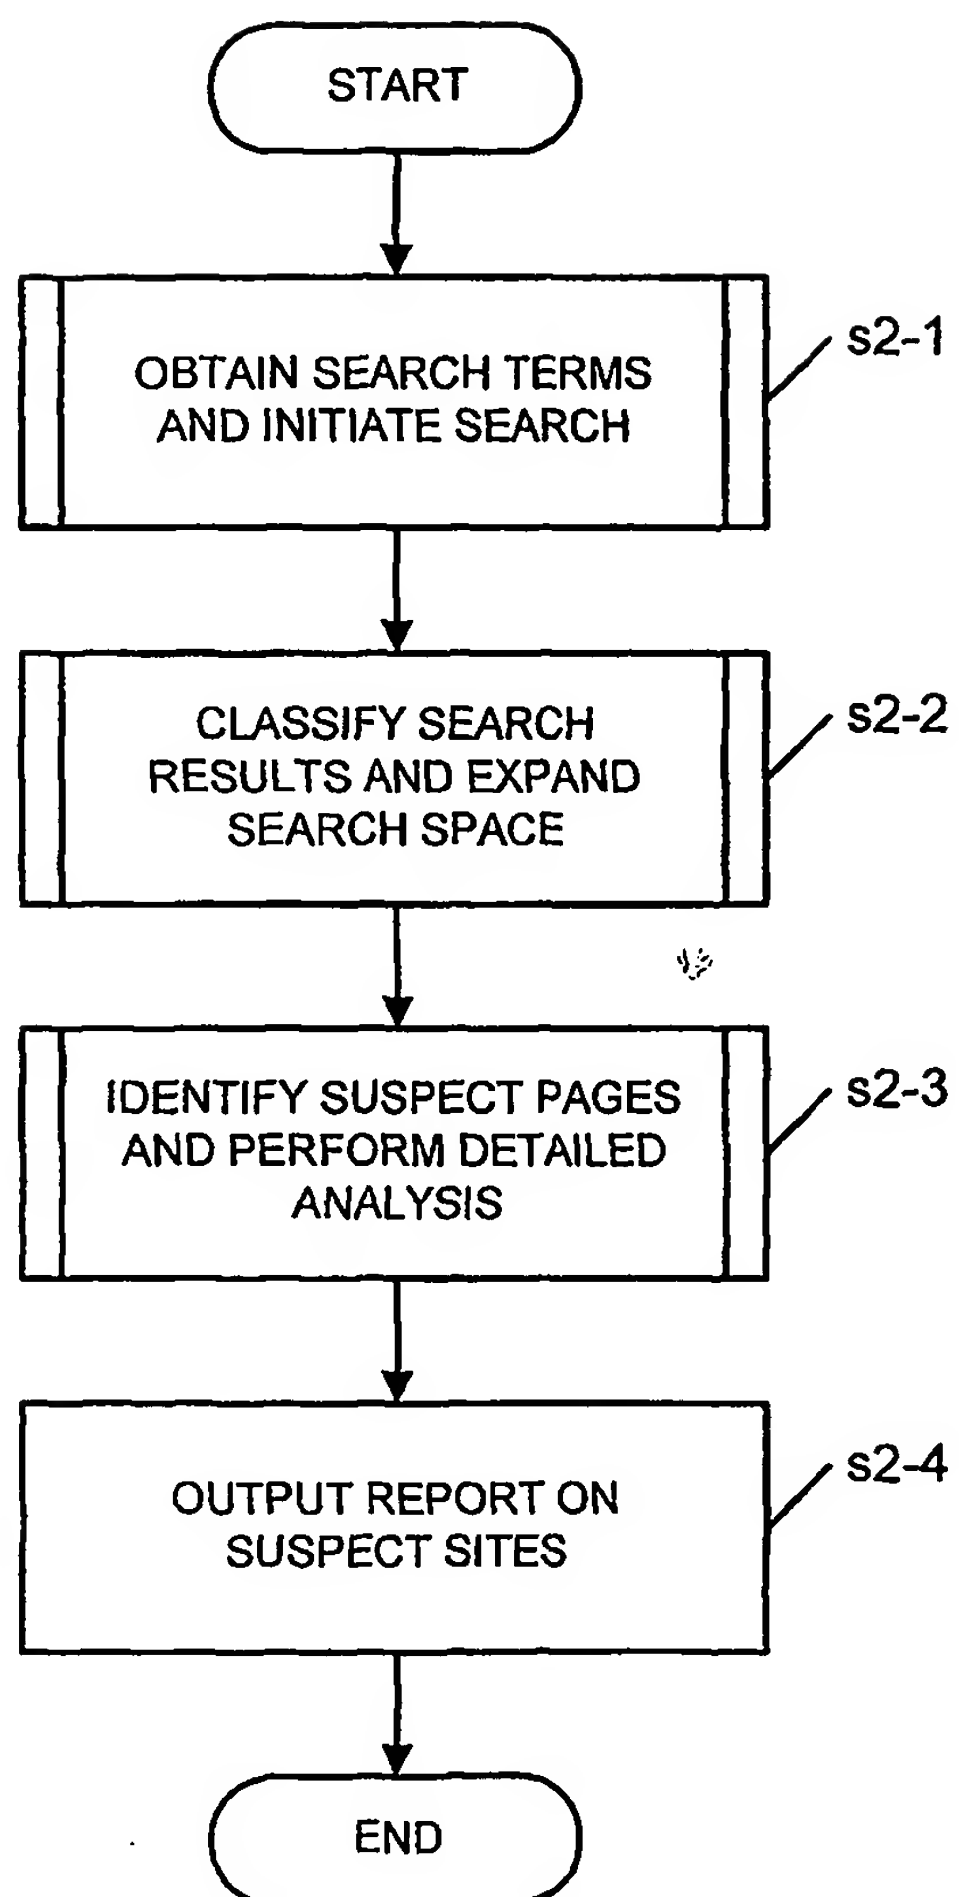 START
OBTAIN SEARCH TERMS
AND INITIATE SEARCH
s2-1
CLASSIFY SEARCH
RESULTS AND EXPAND
SEARCH SPACE
s2-2
IDENTIFY SUSPECT PAGES
AND PERFORM DETAILED
ANALYSIS
s2-3
OUTPUT REPORT ON
SUSPECT SITES
s2-4
END